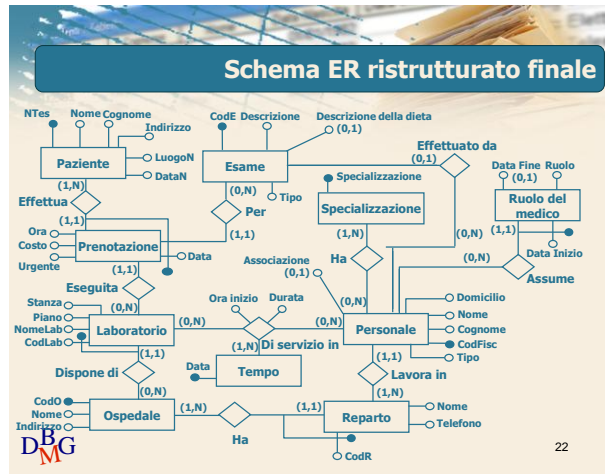 Schema ER ristrutturato finale
NTes
Nome Cognome
Indirizzo
CodE Descrizione
Descrizione della dieta
(0,1)
Effettuato da
Paziente
LuogoN
DataN
Esame
Tipo
(0,1)
Data Fine Ruolo
(0,1)
Ruolo del
medico
Specializzazione
Specializzazione
(1,N)
Effettua
(0,N)
Per
(1,N)
(0,N)
(1,1)
Data Inizio
(1,1)
(1,1)
Ora
Costo
Urgente
Prenotazione
Data
Associazione
(0,1)
Ha
(0,N)
Assume
(1,1)
Eseguita
Stanza
Piano
NomeLab
CodLab
(0,N)
Ora inizio
Durata
(0,N)
Domicilio
Nome
Cognome
CodFisc
Tipo
Laboratorio
(0,N)
(0,N)
Personale
(1,1)
(1,N)
Di servizio in
(1,1)
Dispone di
Data
Tempo
Lavora in
(0,N)
(1,N)
CodO
Nome
Indirizzo
Ospedale
(1,N)
Ha
(1,1)
Reparto
Nome
Telefono
CodR
DBMG
22